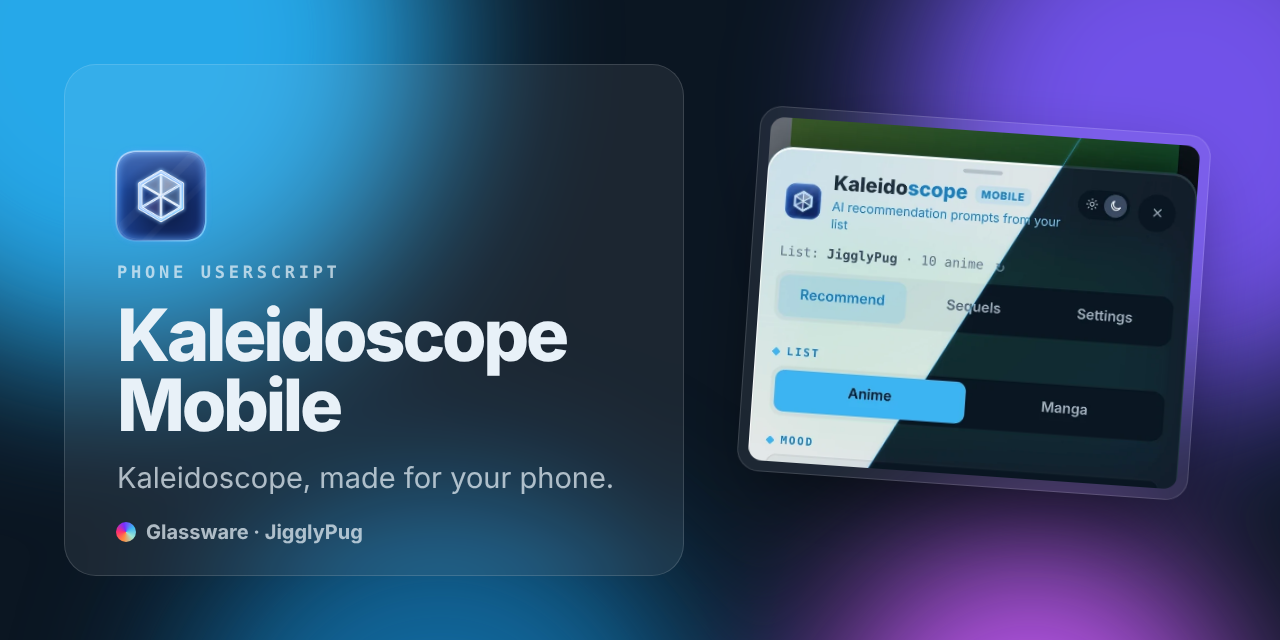 PHONE USERSCRIPT
Kaleidoscope
Mobile
Kaleidoscope, made for your phone.
Glassware · JigglyPug
Kaleidoscope MOBILE
AI recommendation prompts from your
list
List: JigglyPug · 10 anime ↻
Recommend Sequels Settings
◆ LIST
Anime Manga
◆ MOOD